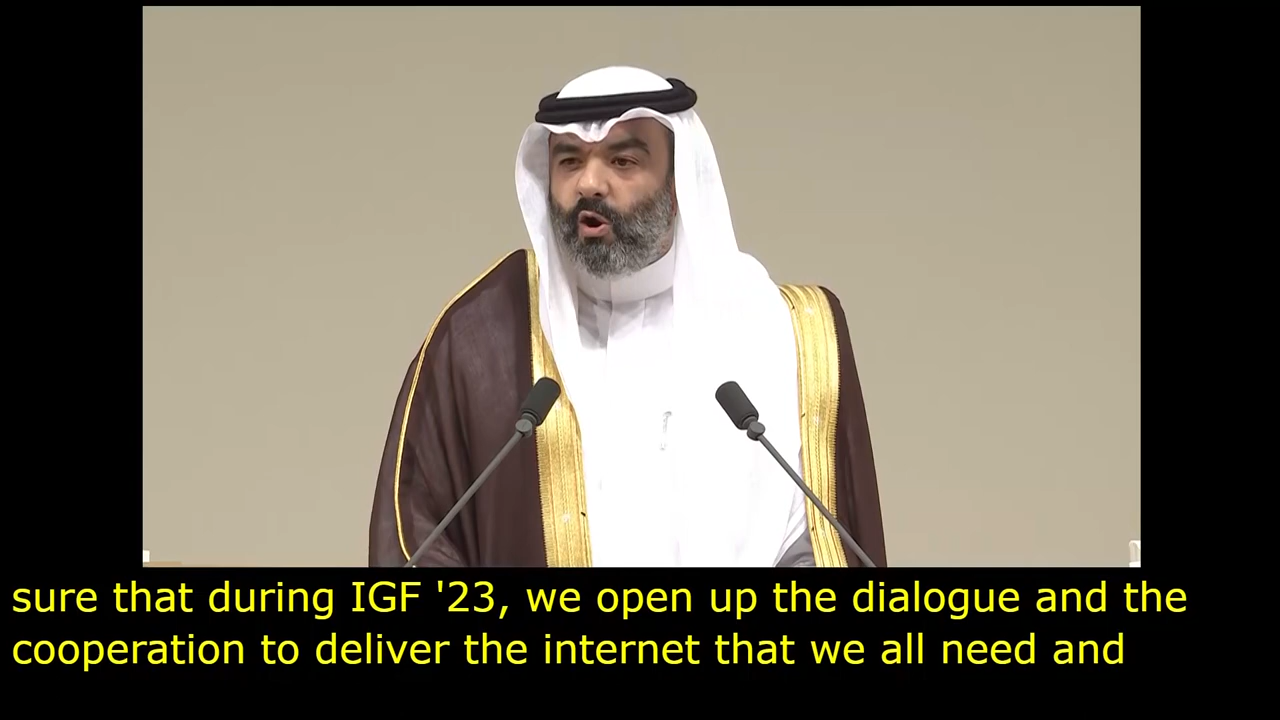 sure that during IGF '23, we open up the dialogue and the
cooperation to deliver the internet that we all need and